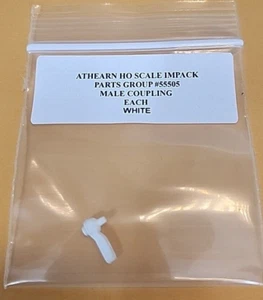 ATHEARN HO SCALE IMPACK
PARTS GROUP #55505
MALE COUPLING
EACH
WHITE